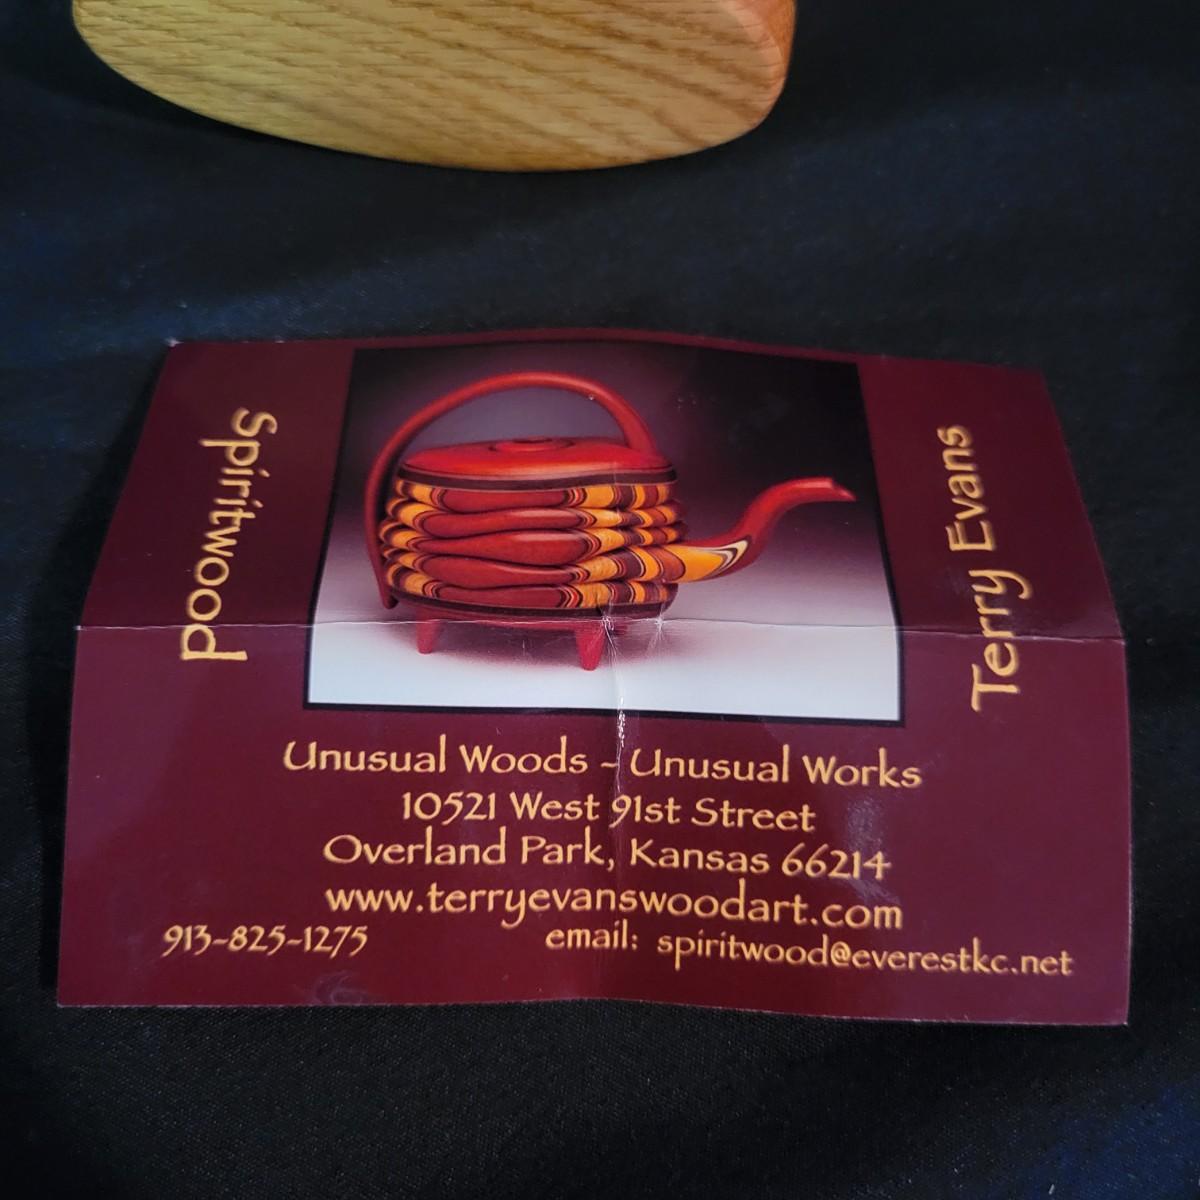 Spiritwood
Terry Evans
Unusual Woods - Unusual Works
10521 West 91st Street
Overland Park, Kansas 66214
www.terryevanswoodart.com
913-825-1275
email: spiritwood@everestkc.net